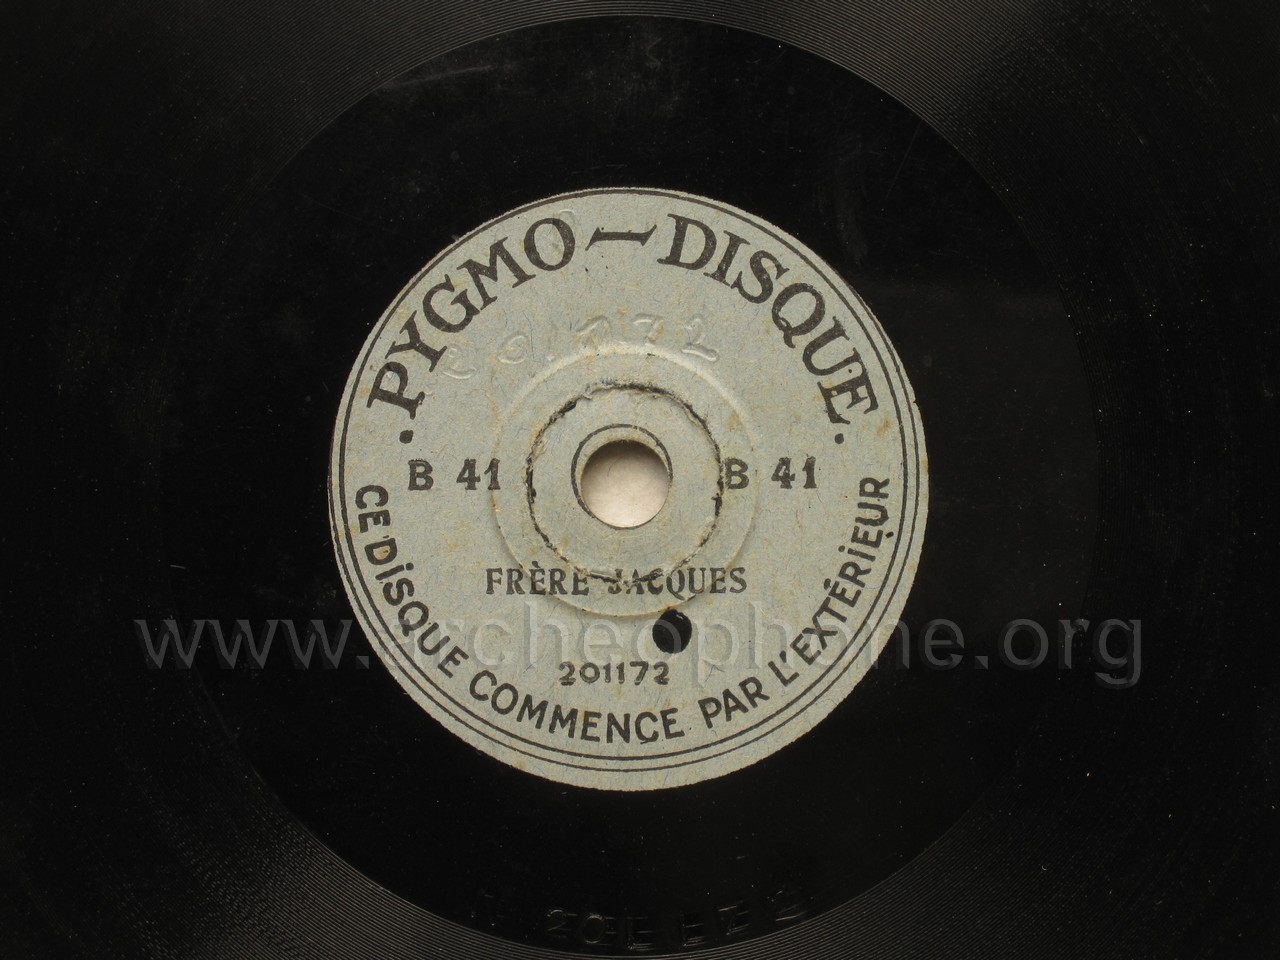 .PYGMO-DISQUE.
B 41 B 41
FRÈRE JACQUES
201172
CE DISQUE COMMENCE PAR L'EXTÉRIEUR
www.archeophone.org